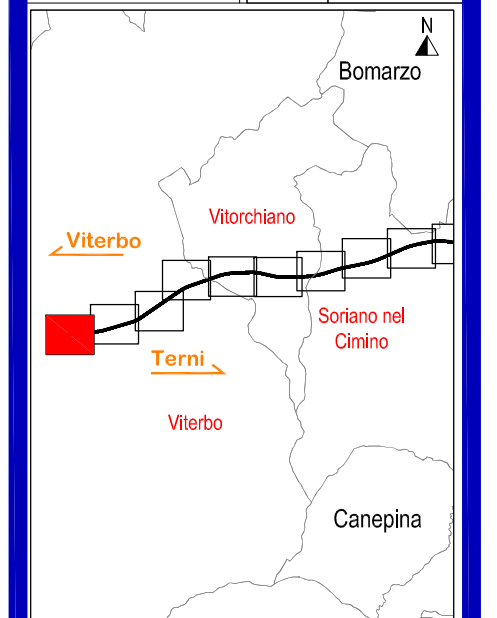 N
Bomarzo
Vitorchiano
Viterbo
Soriano nel
Cimino
Terni
Viterbo
Canepina